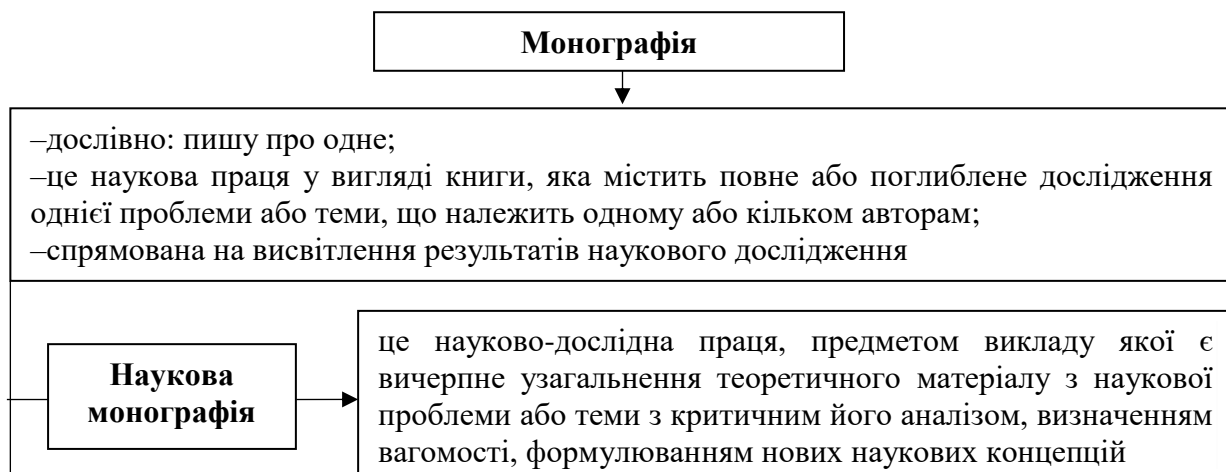 Монографія
–дослівно: пишу про одне;
–це наукова праця у вигляді книги, яка містить повне або поглиблене дослідження
однієї проблеми або теми, що належить одному або кільком авторам;
–спрямована на висвітлення результатів наукового дослідження
Наукова
монографія
це науково-дослідна праця, предметом викладу якої є
вичерпне узагальнення теоретичного матеріалу з наукової
проблеми або теми з критичним його аналізом, визначенням
вагомості, формулюванням нових наукових концепцій